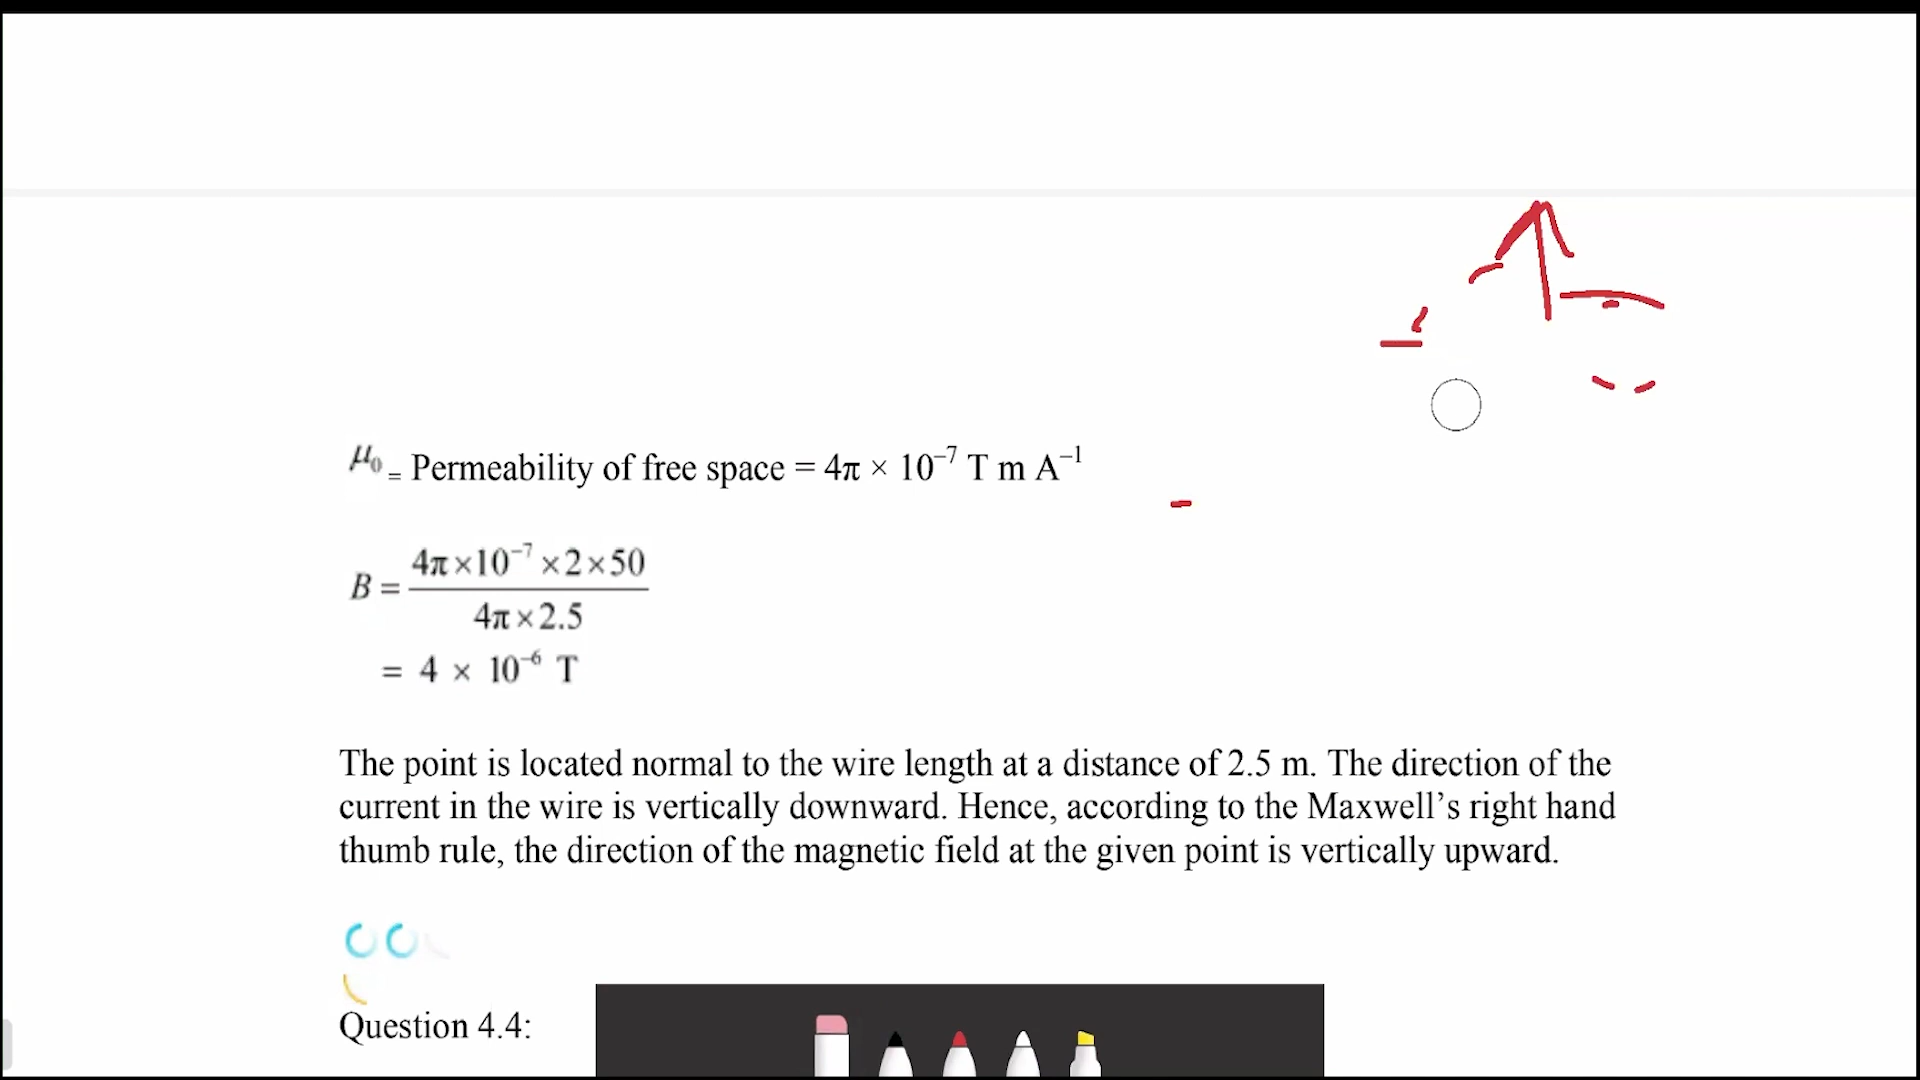 μ₀ = Permeability of free space = 4π × 10⁻⁷ T m A⁻¹
B = 4π×10⁻⁷ ×2×50
4π×2.5
= 4 × 10⁻⁶ T
The point is located normal to the wire length at a distance of 2.5 m. The direction of the
current in the wire is vertically downward. Hence, according to the Maxwell’s right hand
thumb rule, the direction of the magnetic field at the given point is vertically upward.
Question 4.4: